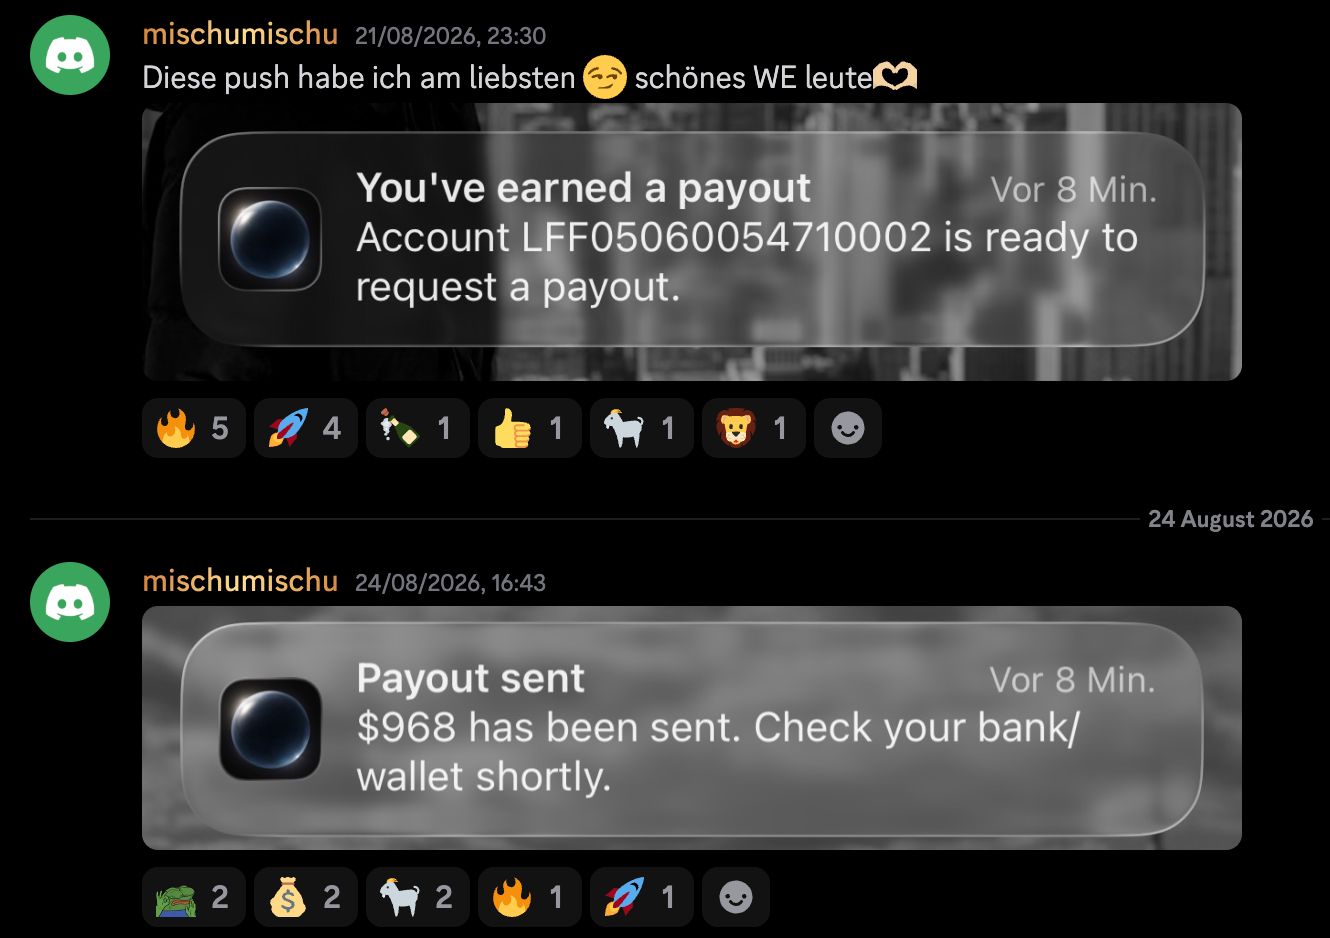 mischumischu 21/08/2026, 23:30
Diese push habe ich am liebsten 😏 schönes WE leute🫶
You've earned a payout Vor 8 Min.
Account LFF05060054710002 is ready to
request a payout.
5 4 1 1 1 1
24 August 2026
mischumischu 24/08/2026, 16:43
Payout sent Vor 8 Min.
$968 has been sent. Check your bank/
wallet shortly.
2 2 2 1 1